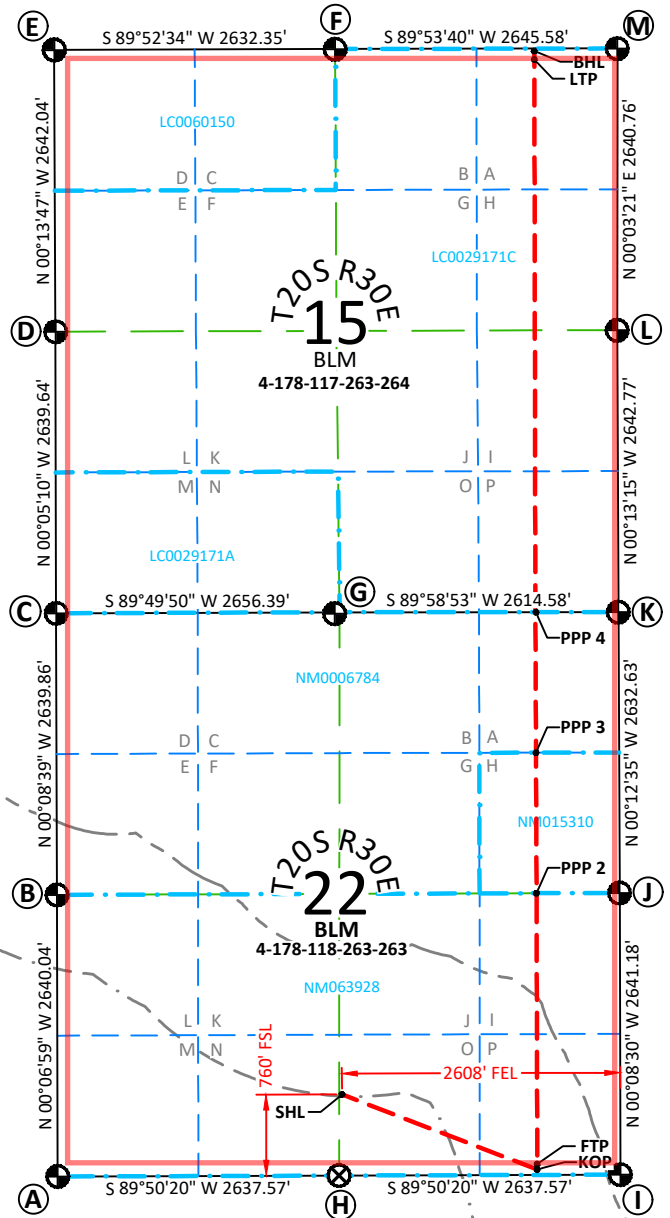 E
F
M
S 89°52'34" W 2632.35'
S 89°53'40" W 2645.58'
BHL
LTP
N 00°13'47" W 2642.04'
LC0060150
N 00°03'21" E 2640.76'
D C
E F
B A
G H
LC0029171C
T20S R30E
15
BLM
4-178-117-263-264
D
L
N 00°05'10" W 2639.64'
N 00°13'15" W 2642.77'
L K
M N
J I
O P
LC0029171A
C
S 89°49'50" W 2656.39'
G
S 89°58'53" W 2614.58'
K
PPP 4
NM0006784
N 00°08'39" W 2639.86'
N 00°12'35" W 2632.63'
D C
E F
B A
G H
PPP 3
NM015310
T20S R30E
22
BLM
4-178-118-263-263
B
PPP 2
J
NM063928
N 00°06'59" W 2640.04'
N 00°08'30" W 2641.18'
L K
M N
J I
O P
760' FSL
2608' FEL
SHL
FTP
KOP
A
S 89°50'20" W 2637.57'
H
S 89°50'20" W 2637.57'
I